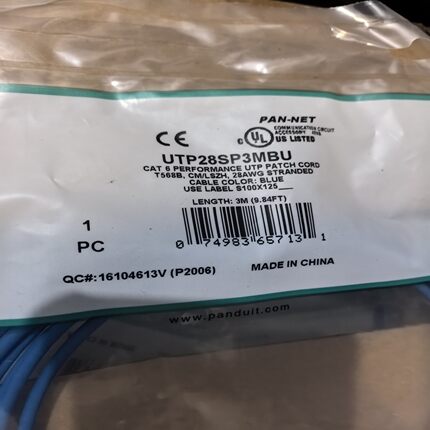 PAN-NET
CE
UL
COMMUNICATION CIRCUIT
ACCESSORY
US LISTED
UTP28SP3MBU
CAT 6 PERFORMANCE UTP PATCH CORD
T568B, CM/LSZH, 28AWG STRANDED
CABLE COLOR: BLUE
USE LABEL S100X125___
LENGTH: 3M (9.84FT)
1
PC
0 74983 65713 1
QC#:16104613V (P2006)
MADE IN CHINA
www.panduit.com